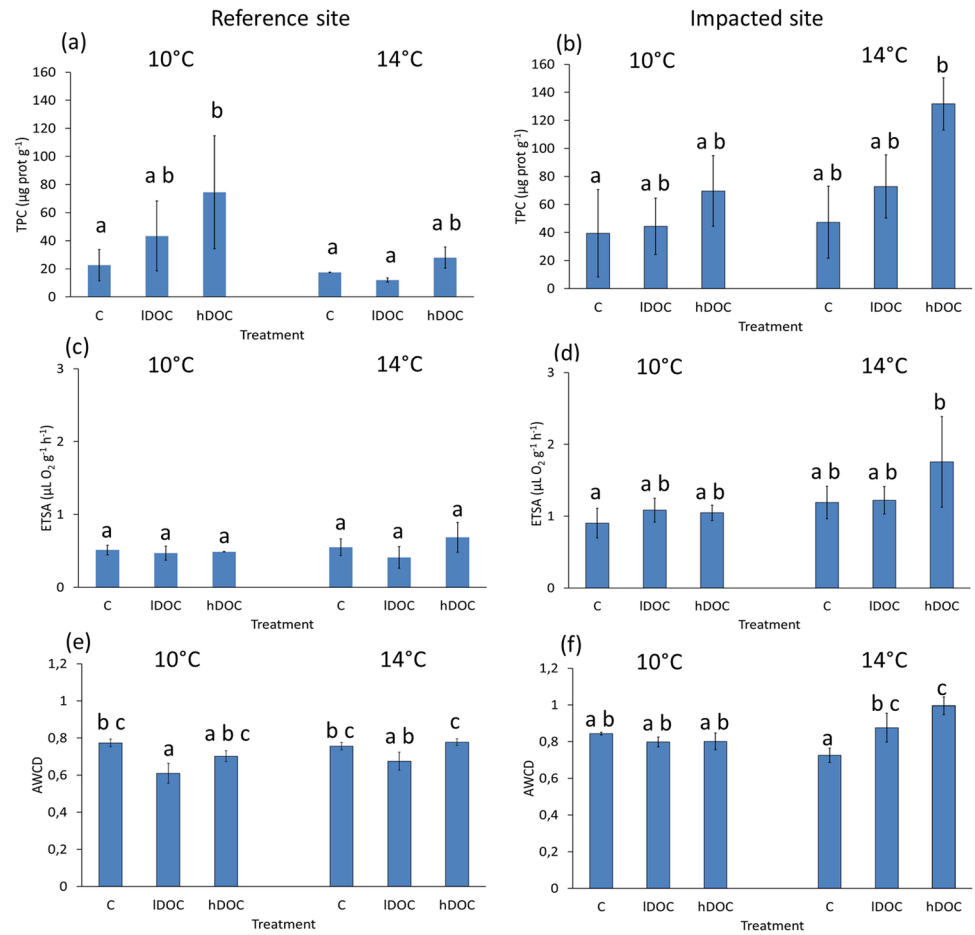 Reference site
Impacted site
(a)
10°C
14°C
160
140
120
100
80
60
40
20
0
TPC (µg prot g⁻¹)
a
a b
b
a
a
a b
C
lDOC
hDOC
C
lDOC
hDOC
Treatment
(b)
10°C
14°C
160
140
120
100
80
60
40
20
0
TPC (µg prot g⁻¹)
a
a b
a b
a b
a b
b
C
lDOC
hDOC
C
lDOC
hDOC
Treatment
(c)
10°C
14°C
3
2
1
0
ETSA (µL O₂ g⁻¹ h⁻¹)
a
a
a
a
a
a
C
lDOC
hDOC
C
lDOC
hDOC
Treatment
(d)
10°C
14°C
3
2
1
0
ETSA (µL O₂ g⁻¹ h⁻¹)
a
a b
a b
a b
a b
b
C
lDOC
hDOC
C
lDOC
hDOC
Treatment
(e)
10°C
14°C
1,2
1
0,8
0,6
0,4
0,2
0
AWCD
b c
a
a b c
b c
a b
c
C
lDOC
hDOC
C
lDOC
hDOC
Treatment
(f)
10°C
14°C
1,2
1
0,8
0,6
0,4
0,2
0
AWCD
a b
a b
a b
a
b c
c
C
lDOC
hDOC
C
lDOC
hDOC
Treatment